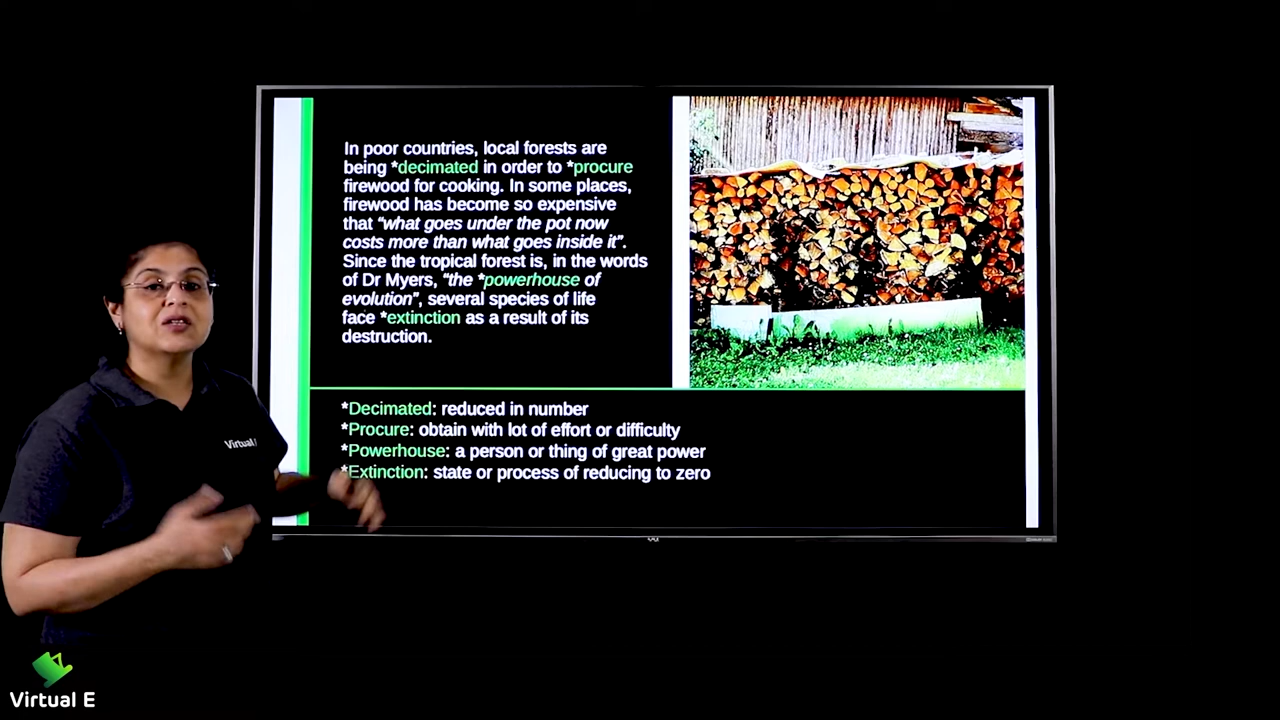 In poor countries, local forests are
being *decimated in order to *procure
firewood for cooking. In some places,
firewood has become so expensive
that “what goes under the pot now
costs more than what goes inside it”.
Since the tropical forest is, in the words
of Dr Myers, “the *powerhouse of
evolution”, several species of life
face *extinction as a result of its
destruction.
*Decimated: reduced in number
*Procure: obtain with lot of effort or difficulty
*Powerhouse: a person or thing of great power
*Extinction: state or process of reducing to zero
Virtual E
Virtual E